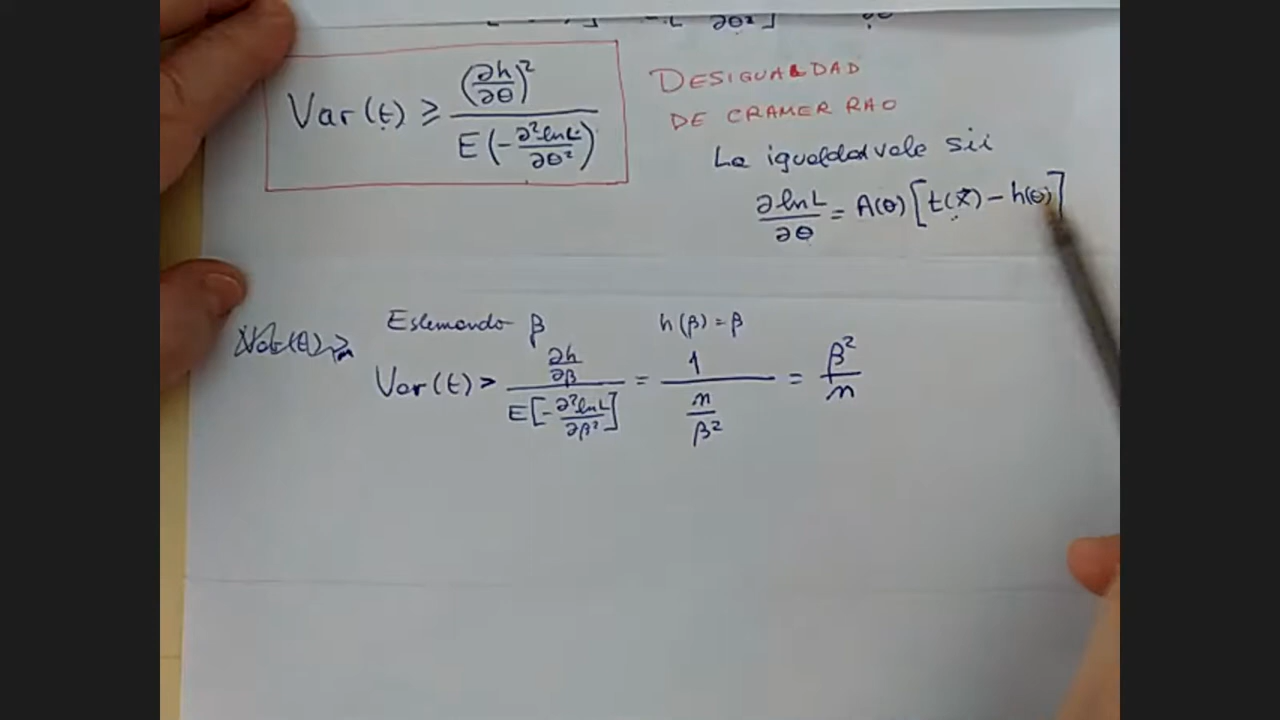 Var(t) ≥ (∂h/∂θ)² / E(-∂²lnL/∂θ²)
DESIGUALDAD
DE CRAMER RAO
La igualdad vale sii
∂lnL/∂θ = A(θ)[t(x⃗) - h(θ)]
Estimando β h(β) = β
Var(t) > ∂h/∂β / E[-∂²lnL/∂β²] = 1 / (n/β²) = β²/n